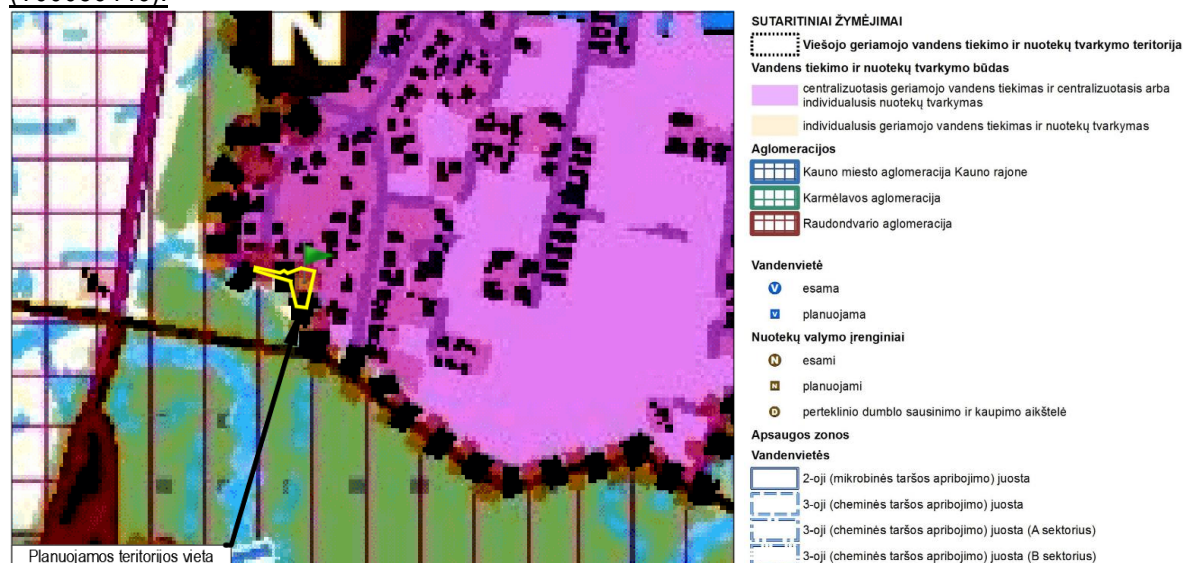 N
Planuojamos teritorijos vieta
SUTARTINIAI ŽYMĖJIMAI
Viešojo geriamojo vandens tiekimo ir nuotekų tvarkymo teritorija
Vandens tiekimo ir nuotekų tvarkymo būdas
centralizuotasis geriamojo vandens tiekimas ir centralizuotasis arba
individualusis nuotekų tvarkymas
individualusis geriamojo vandens tiekimas ir nuotekų tvarkymas
Aglomeracijos
Kauno miesto aglomeracija Kauno rajone
Karmėlavos aglomeracija
Raudondvario aglomeracija
Vandenvietė
V esama
V planuojama
Nuotekų valymo įrenginiai
N esami
N planuojami
D perteklinio dumblo sausinimo ir kaupimo aikštelė
Apsaugos zonos
Vandenvietės
2-oji (mikrobinės taršos apribojimo) juosta
3-oji (cheminės taršos apribojimo) juosta
3-oji (cheminės taršos apribojimo) juosta (A sektorius)
3-oji (cheminės taršos apribojimo) juosta (B sektorius)